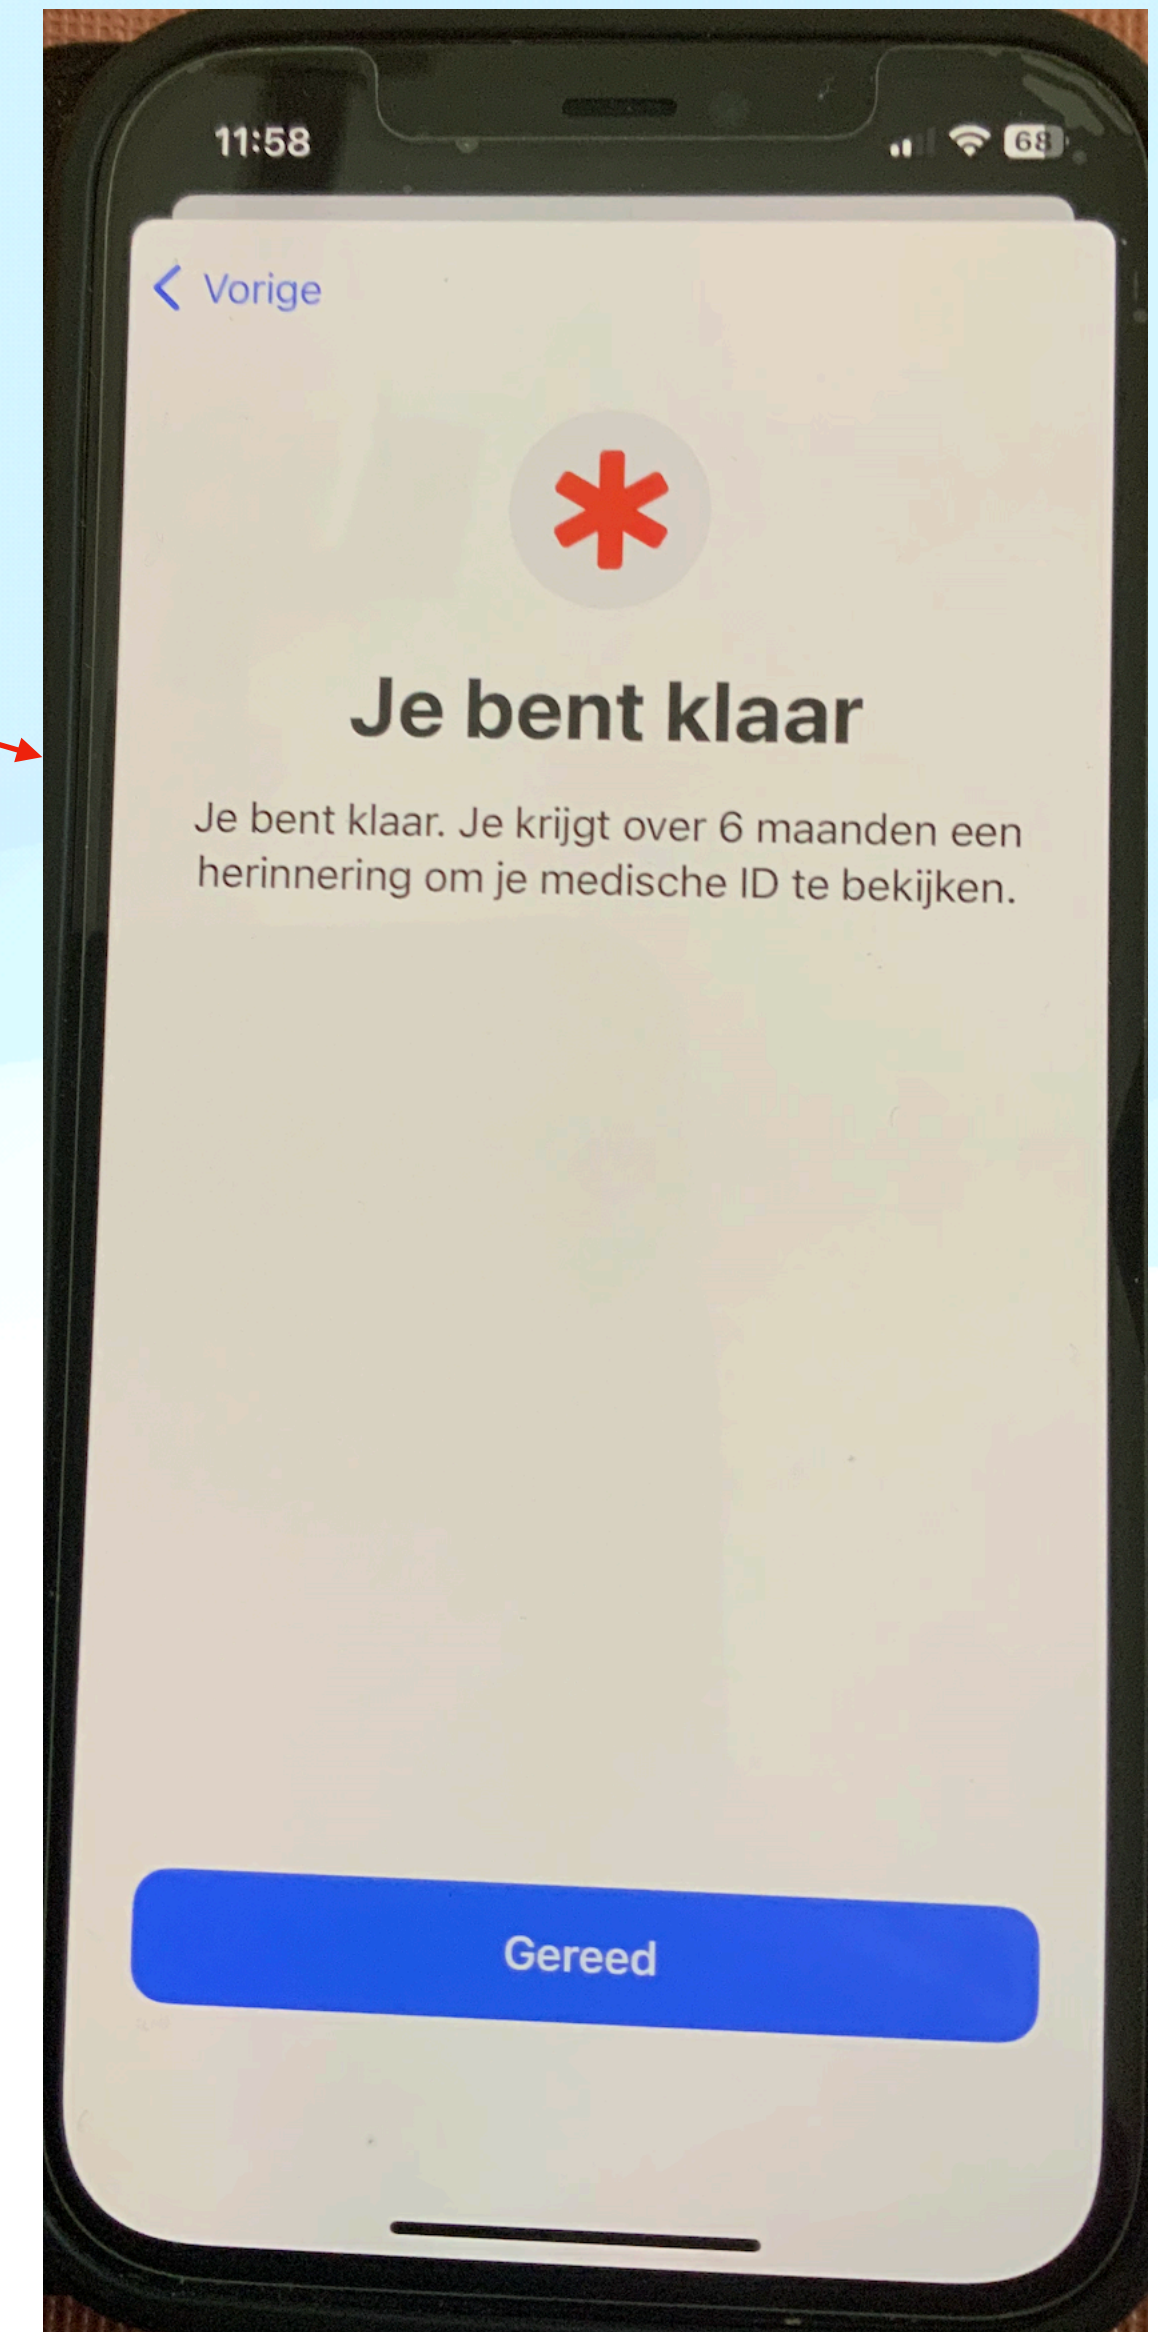 11:58
68
Vorige
Je bent klaar
Je bent klaar. Je krijgt over 6 maanden een
herinnering om je medische ID te bekijken.
Gereed